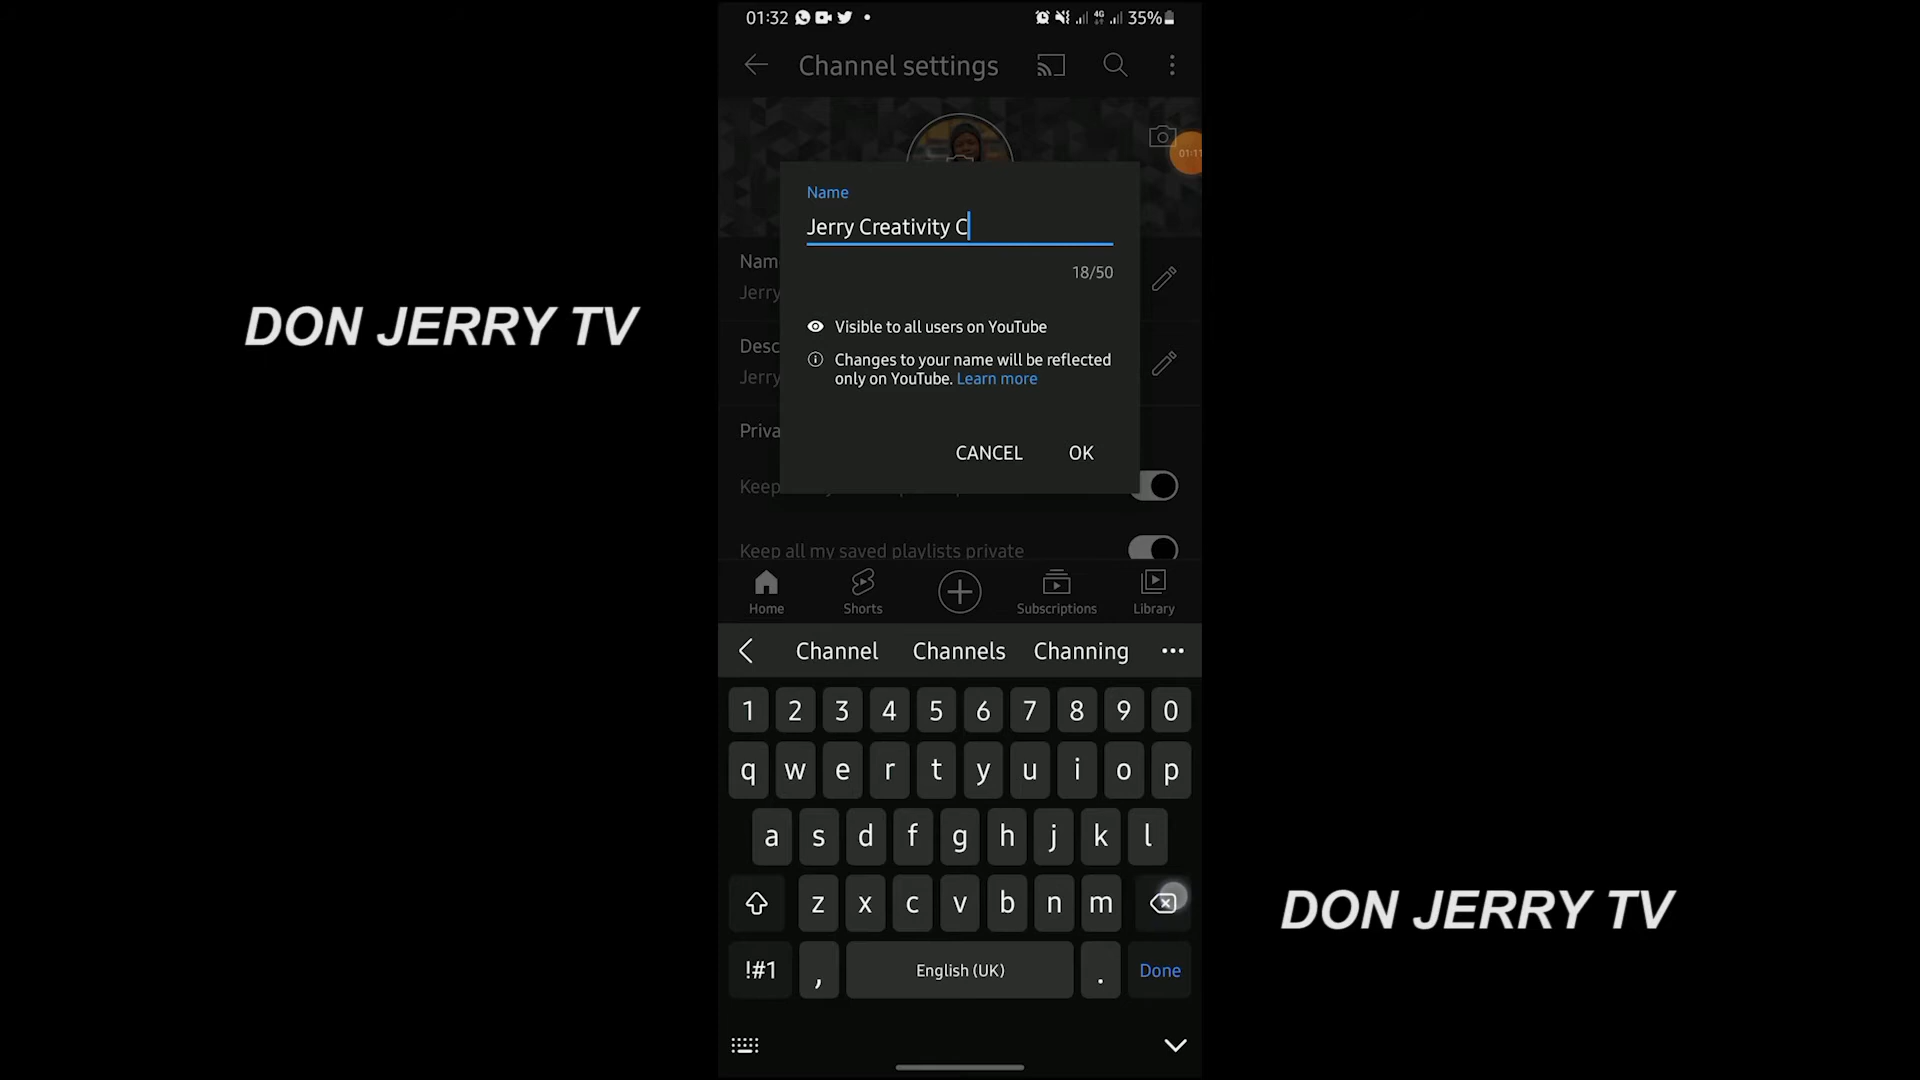 01:32 4G 35%
Channel settings
01:11
Name
Jerry Creativity C
18/50
Nam
Jerry
Visible to all users on YouTube
DON JERRY TV
Desc
Changes to your name will be reflected
only on YouTube. Learn more
Jerry
Priva
CANCEL OK
Keep
Keep all my saved playlists private
Home Shorts Subscriptions Library
Channel Channels Channing
1 2 3 4 5 6 7 8 9 0
q w e r t y u i o p
a s d f g h j k l
z x c v b n m
DON JERRY TV
!#1 , English (UK) . Done